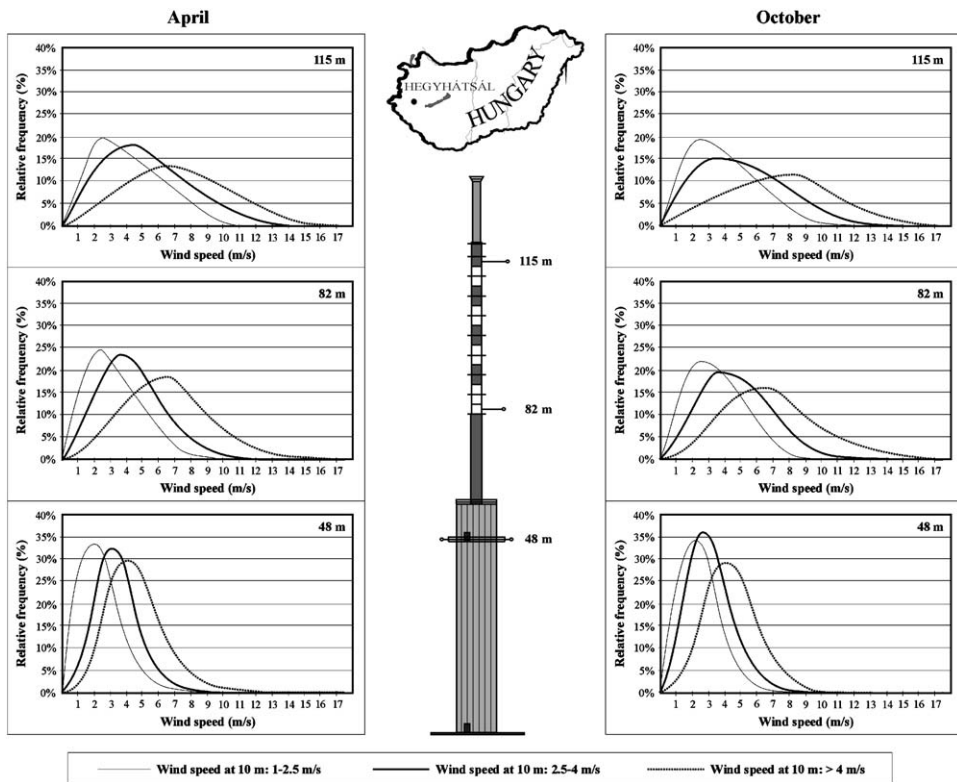 April
October
115 m
40%
35%
30%
25%
20%
15%
10%
5%
0%
Relative frequency (%)
1 2 3 4 5 6 7 8 9 10 11 12 13 14 15 16 17
Wind speed (m/s)
82 m
40%
35%
30%
25%
20%
15%
10%
5%
0%
Relative frequency (%)
1 2 3 4 5 6 7 8 9 10 11 12 13 14 15 16 17
Wind speed (m/s)
48 m
40%
35%
30%
25%
20%
15%
10%
5%
0%
Relative frequency (%)
1 2 3 4 5 6 7 8 9 10 11 12 13 14 15 16 17
Wind speed (m/s)
HEGYHÁTSÁL
HUNGARY
115 m
82 m
48 m
115 m
40%
35%
30%
25%
20%
15%
10%
5%
0%
Relative frequency (%)
1 2 3 4 5 6 7 8 9 10 11 12 13 14 15 16 17
Wind speed (m/s)
82 m
40%
35%
30%
25%
20%
15%
10%
5%
0%
Relative frequency (%)
1 2 3 4 5 6 7 8 9 10 11 12 13 14 15 16 17
Wind speed (m/s)
48 m
40%
35%
30%
25%
20%
15%
10%
5%
0%
Relative frequency (%)
1 2 3 4 5 6 7 8 9 10 11 12 13 14 15 16 17
Wind speed (m/s)
Wind speed at 10 m: 1-2.5 m/s
Wind speed at 10 m: 2.5-4 m/s
Wind speed at 10 m: > 4 m/s